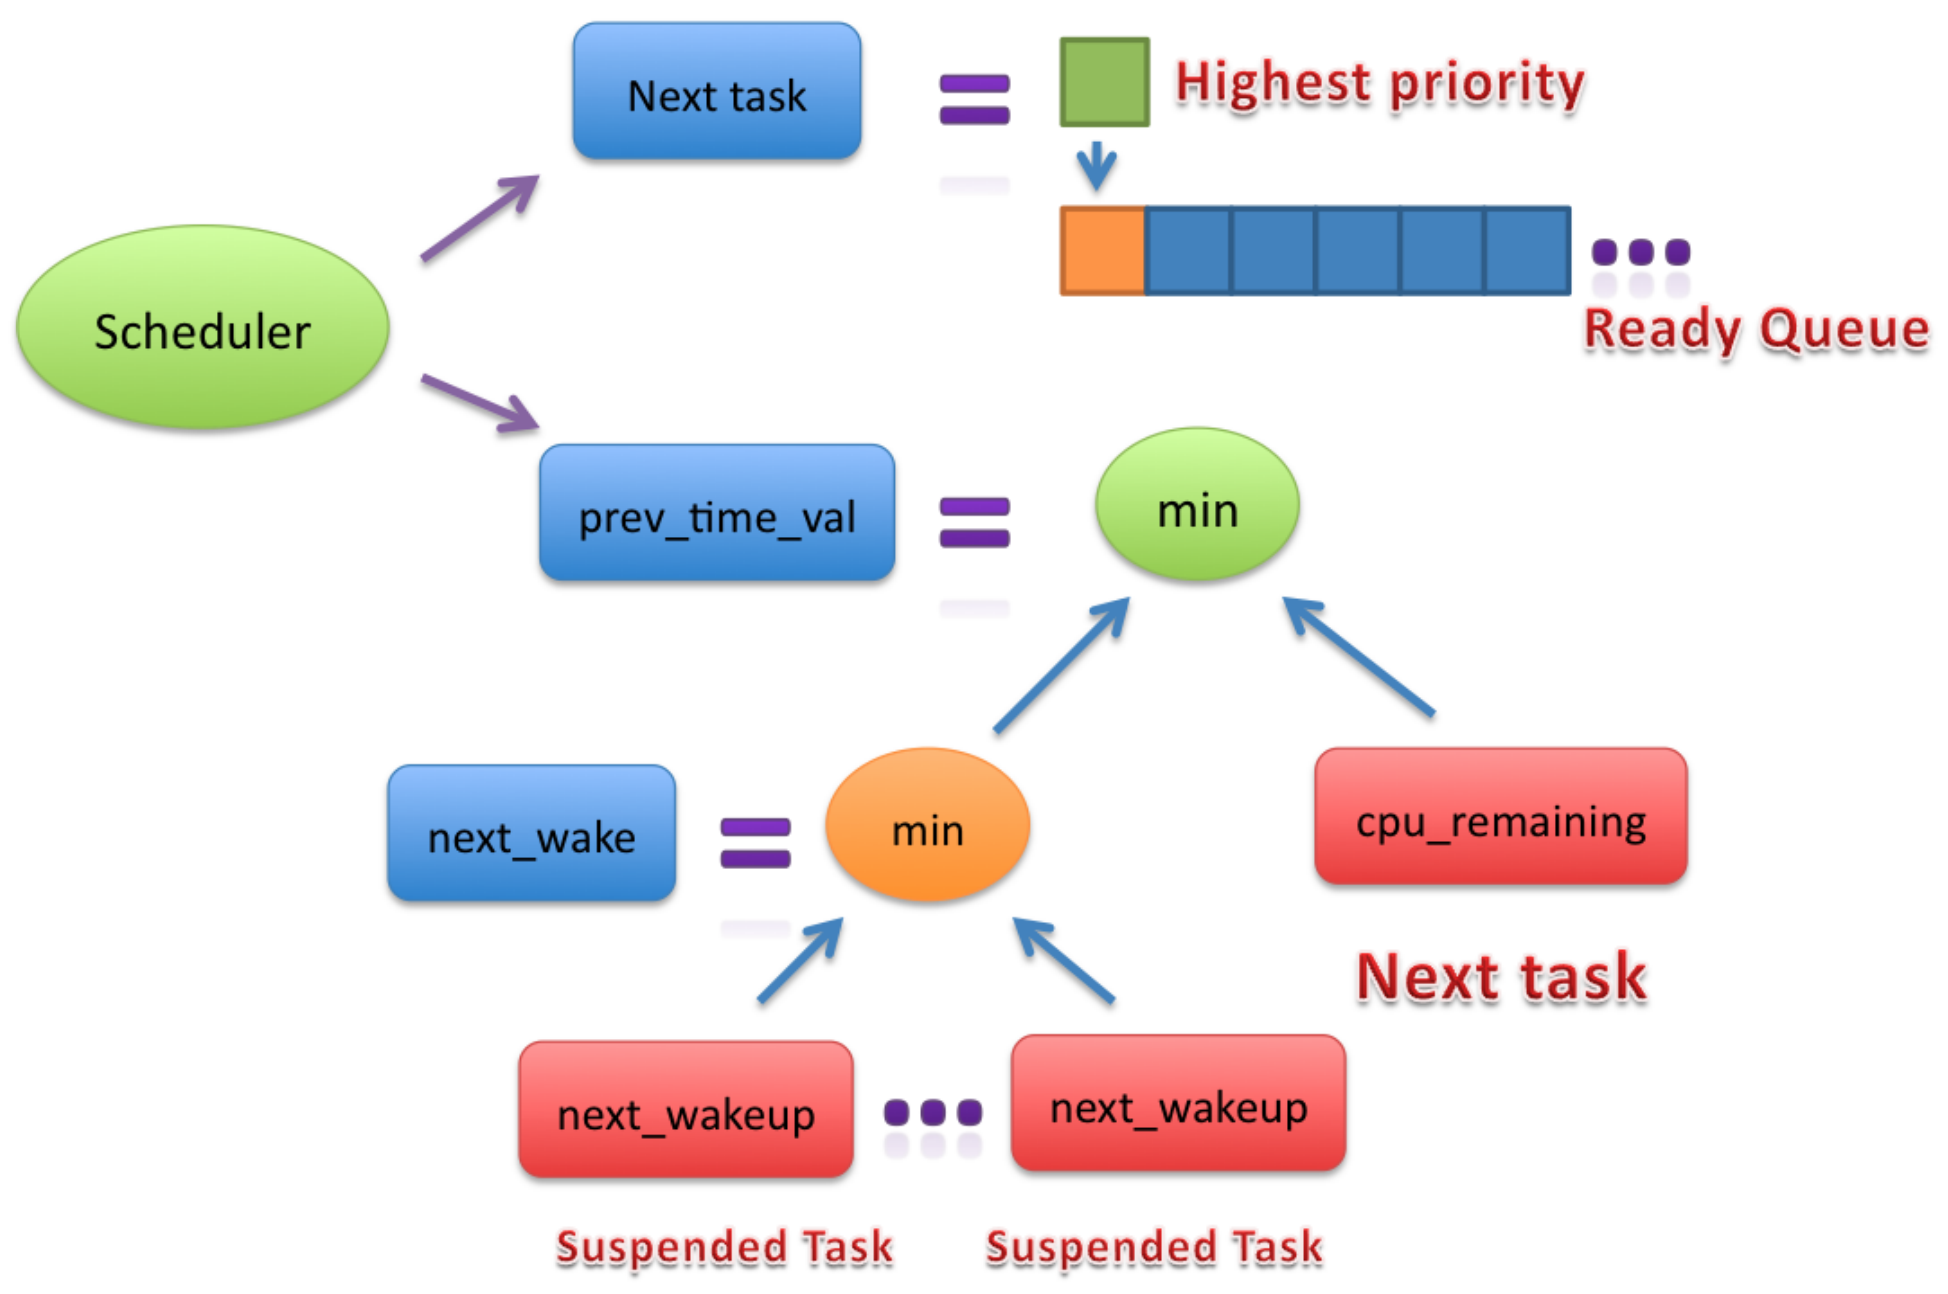 Next task
Highest priority
Scheduler
Ready Queue
prev_time_val
min
next_wake
min
cpu_remaining
Next task
next_wakeup
next_wakeup
Suspended Task
Suspended Task